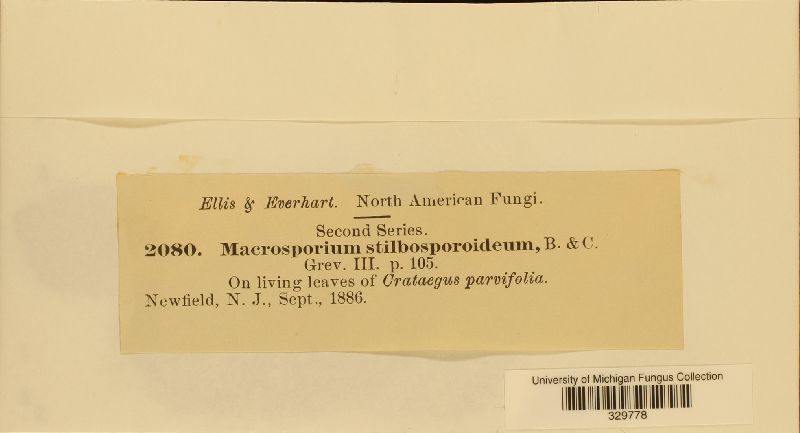 Ellis & Everhart. North American Fungi.
Second Series.
2080. Macrosporium stilbosporoideum, B. & C.
Grev. III. p. 105.
On living leaves of Crataegus parvifolia.
Newfield, N. J., Sept., 1886.
University of Michigan Fungus Collection
329778